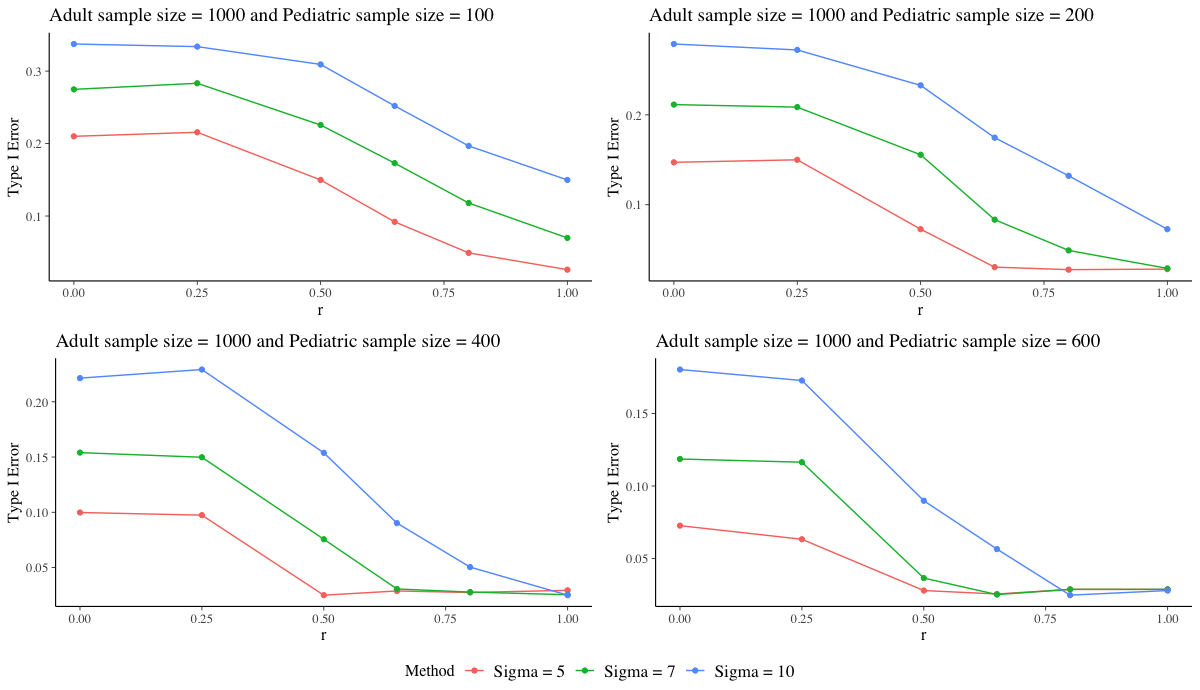 Adult sample size = 1000 and Pediatric sample size = 100
Type I Error
0.3
0.2
0.1
0.00 0.25 0.50 0.75 1.00
r
Adult sample size = 1000 and Pediatric sample size = 200
Type I Error
0.2
0.1
0.00 0.25 0.50 0.75 1.00
r
Adult sample size = 1000 and Pediatric sample size = 400
Type I Error
0.20
0.15
0.10
0.05
0.00 0.25 0.50 0.75 1.00
r
Adult sample size = 1000 and Pediatric sample size = 600
Type I Error
0.15
0.10
0.05
0.00 0.25 0.50 0.75 1.00
r
Method Sigma = 5 Sigma = 7 Sigma = 10